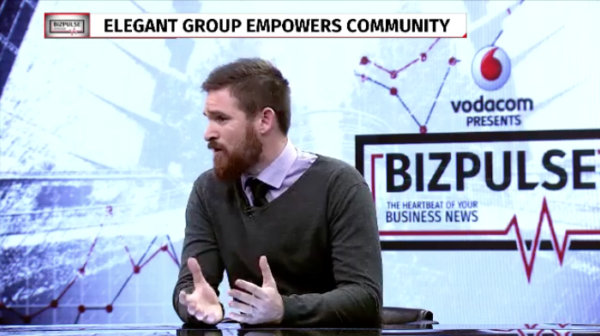 BIZPULSE
ELEGANT GROUP EMPOWERS COMMUNITY
vodacom
PRESENTS
BIZPULSE
THE HEARTBEAT OF YOUR
BUSINESS NEWS